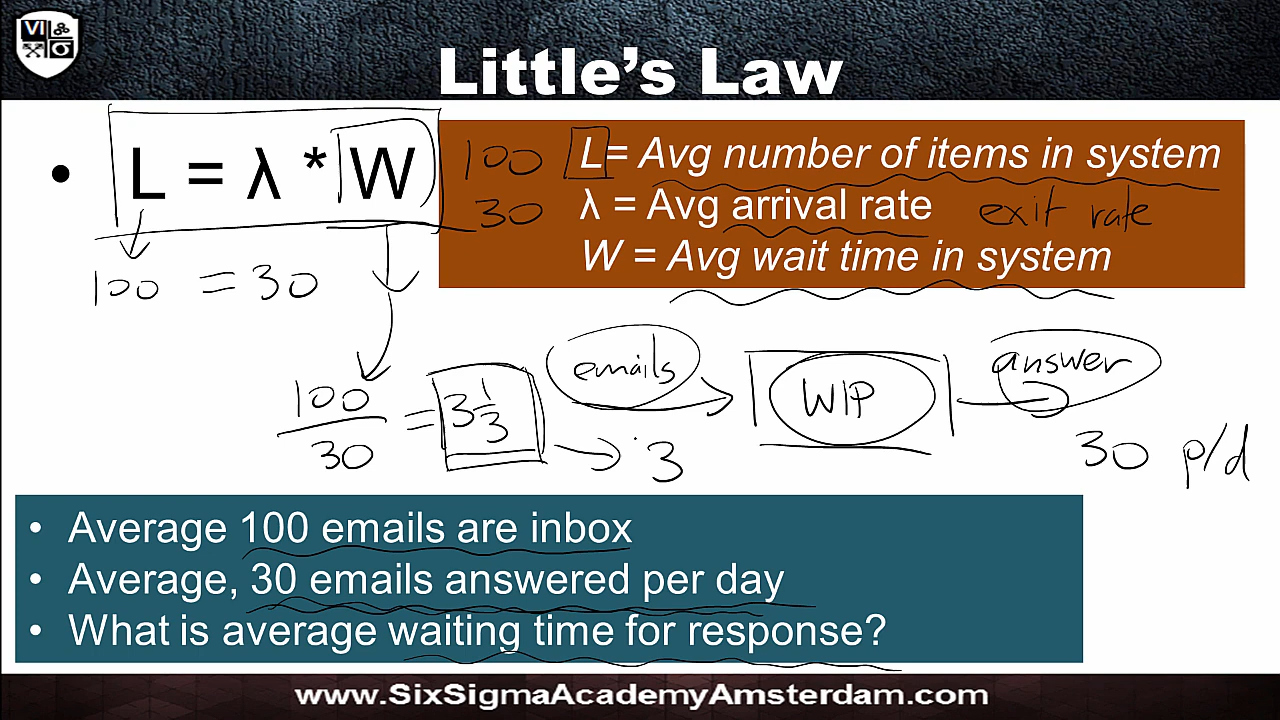 VI
Little's Law
• L = λ * W
100 L= Avg number of items in system
30 λ = Avg arrival rate exit rate
W = Avg wait time in system
100 = 30
100/30 = 3 1/3 → 3
emails → WIP → answer
30 p/d
• Average 100 emails are inbox
• Average, 30 emails answered per day
• What is average waiting time for response?
www.SixSigmaAcademyAmsterdam.com